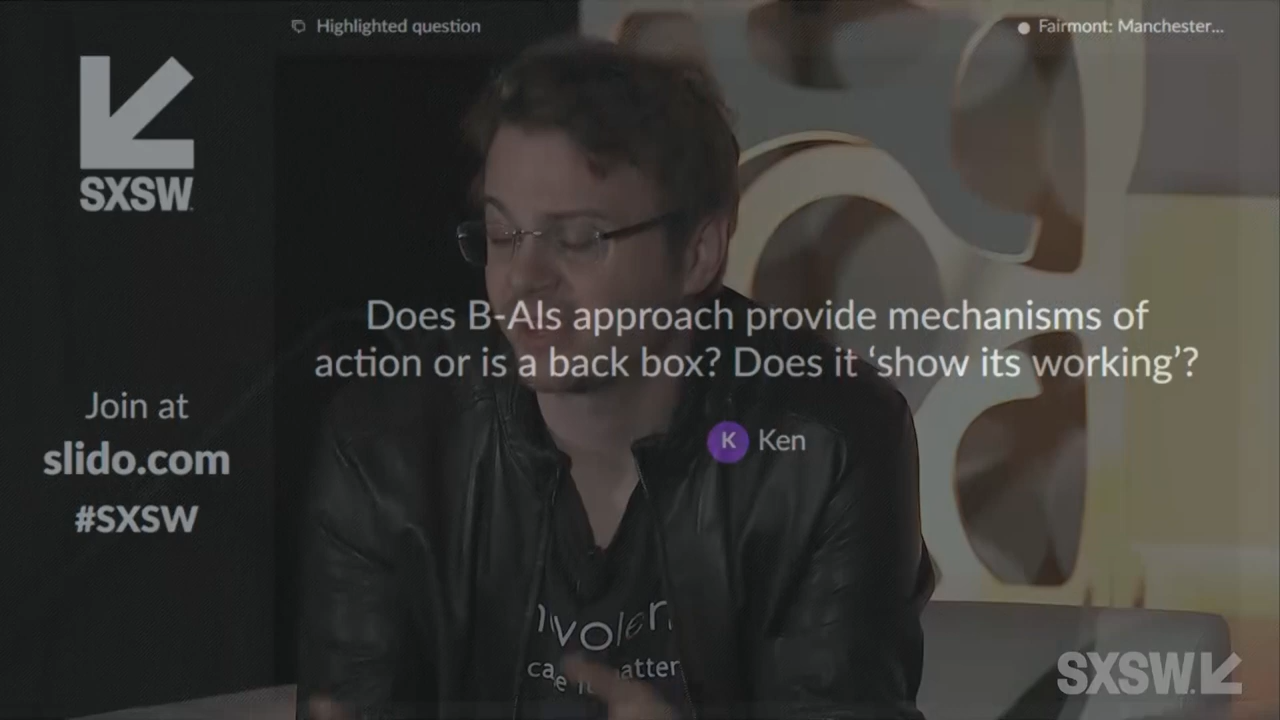 Highlighted question
Fairmont: Manchester...
SXSW
Does B-AIs approach provide mechanisms of
action or is a back box? Does it ‘show its working’?
K Ken
Join at
slido.com
#SXSW
SXSW